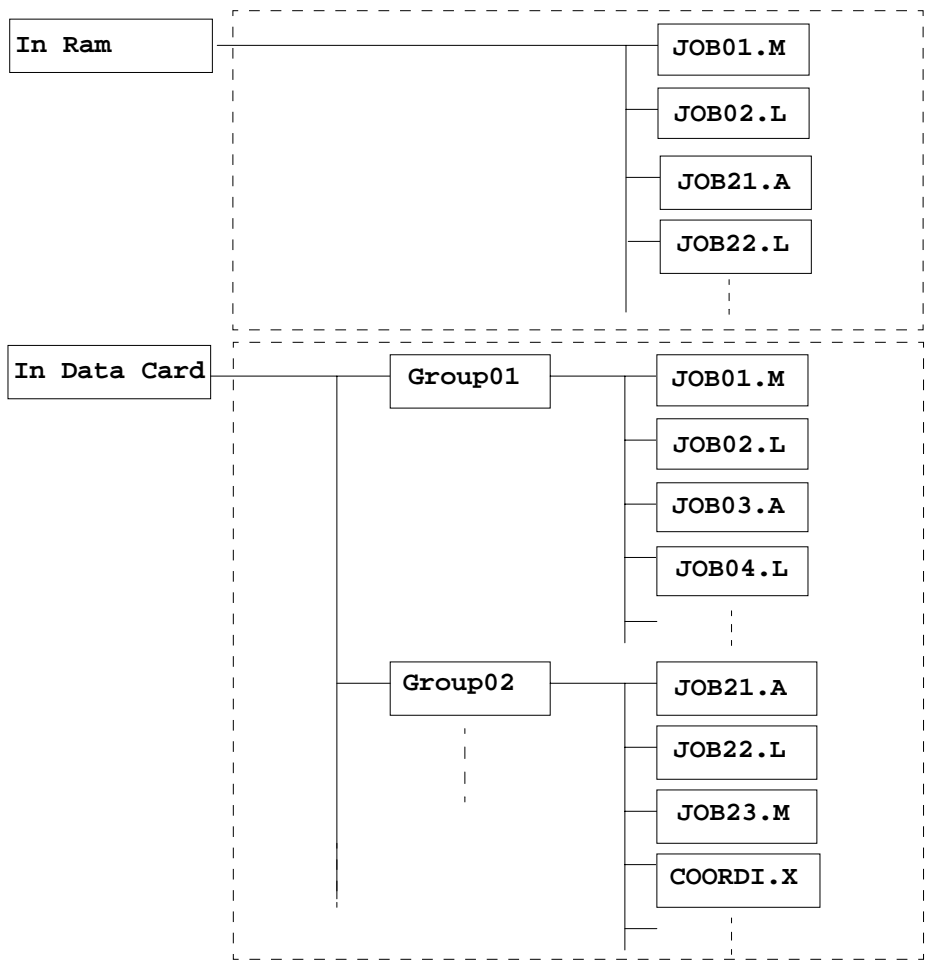 In Ram
JOB01.M
JOB02.L
JOB21.A
JOB22.L
In Data Card
Group01
JOB01.M
JOB02.L
JOB03.A
JOB04.L
Group02
JOB21.A
JOB22.L
JOB23.M
COORDI.X